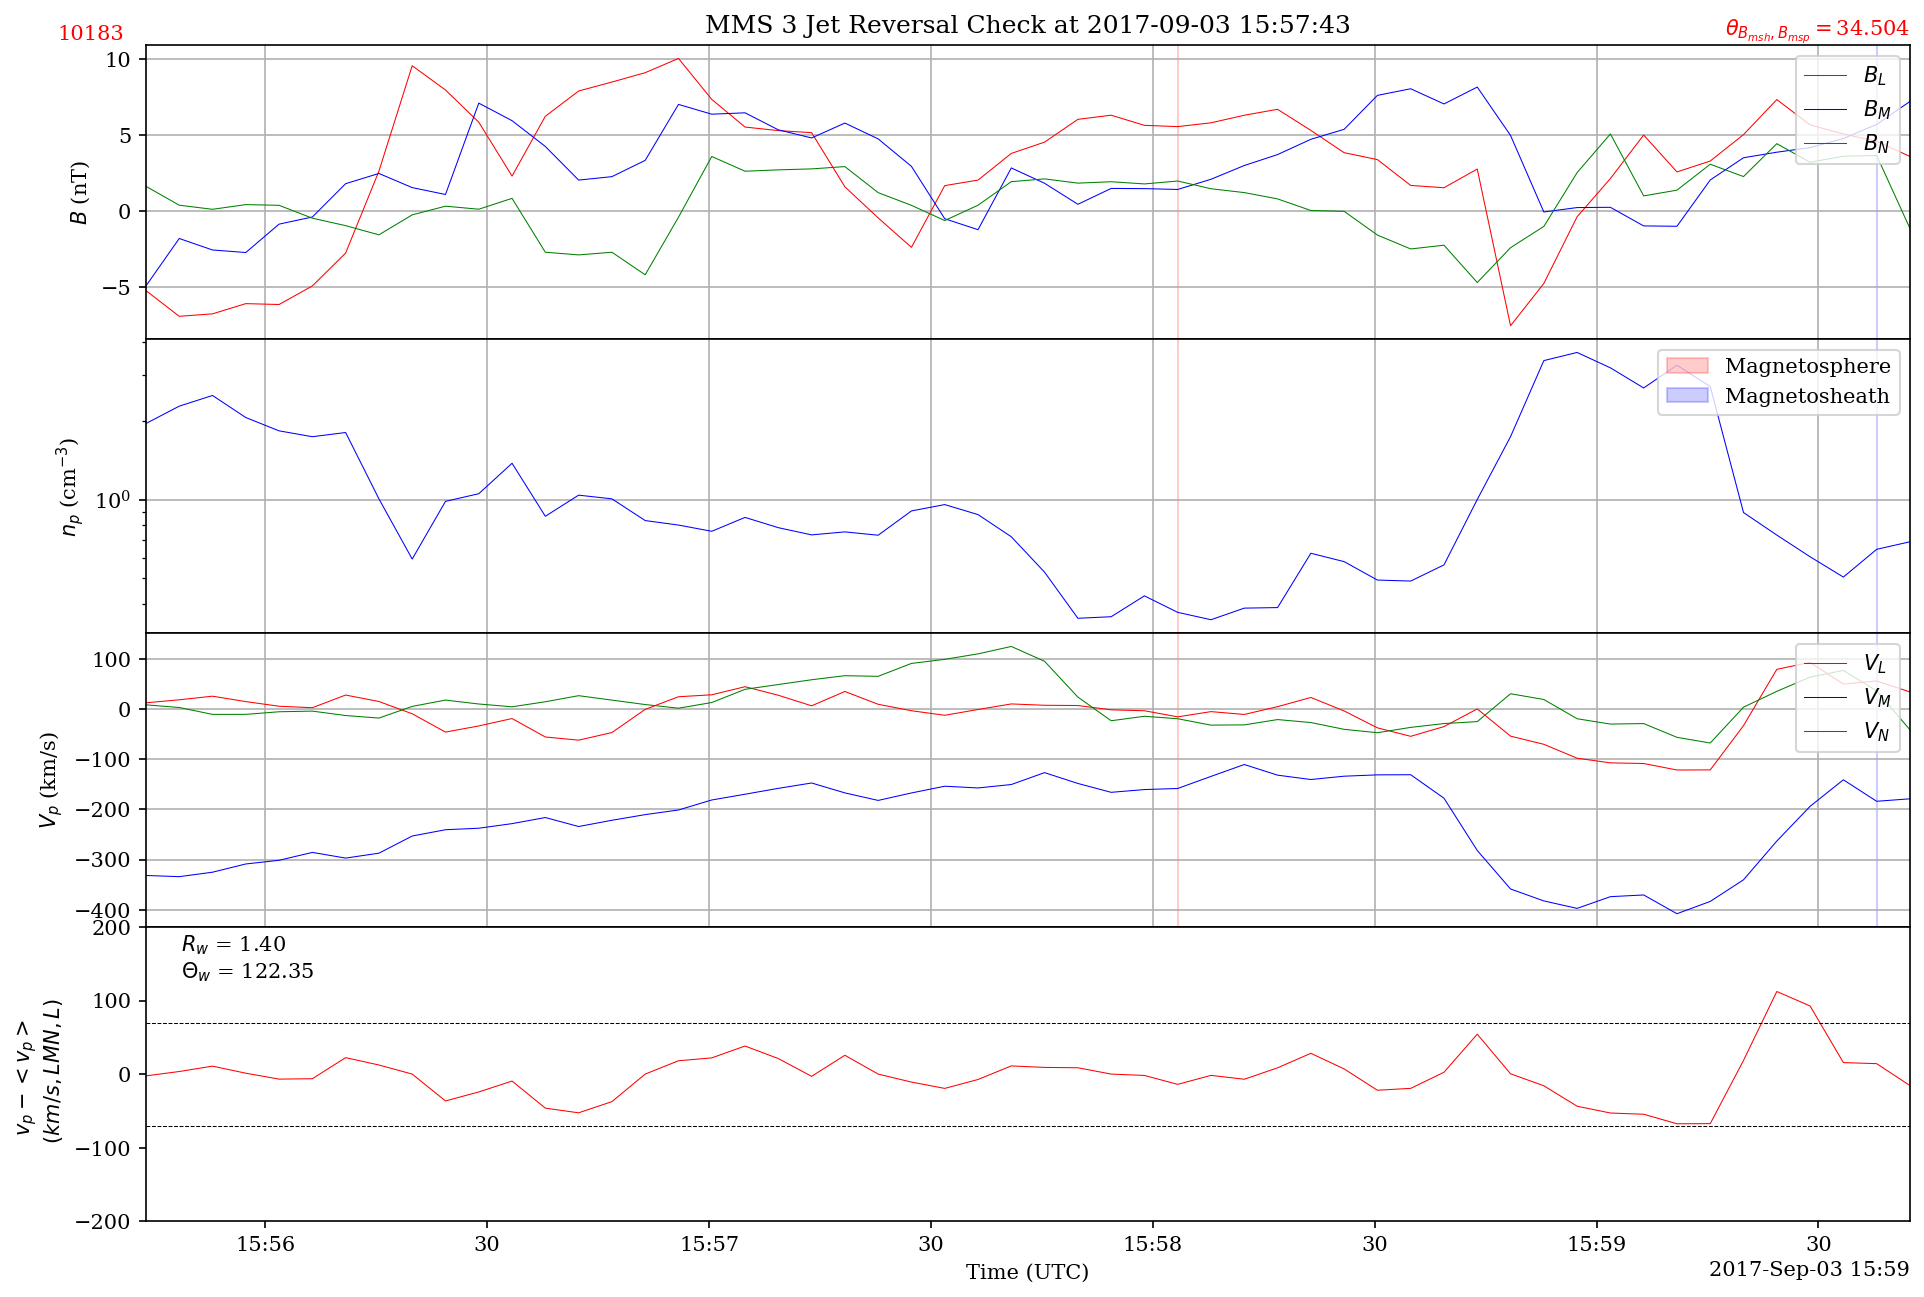 MMS 3 Jet Reversal Check at 2017-09-03 15:57:43
10183
θ_{B_{msh}, B_{msp}} = 34.504
10
5
0
−5
B (nT)
B_L
B_M
B_N
10⁰
n_p (cm⁻³)
Magnetosphere
Magnetosheath
100
0
−100
−200
−300
−400
V_p (km/s)
V_L
V_M
V_N
200
100
0
−100
−200
v_p − < v_p >
(km/s, LMN, L)
R_w = 1.40
Θ_w = 122.35
15:56
30
15:57
30
15:58
30
15:59
30
Time (UTC)
2017-Sep-03 15:59